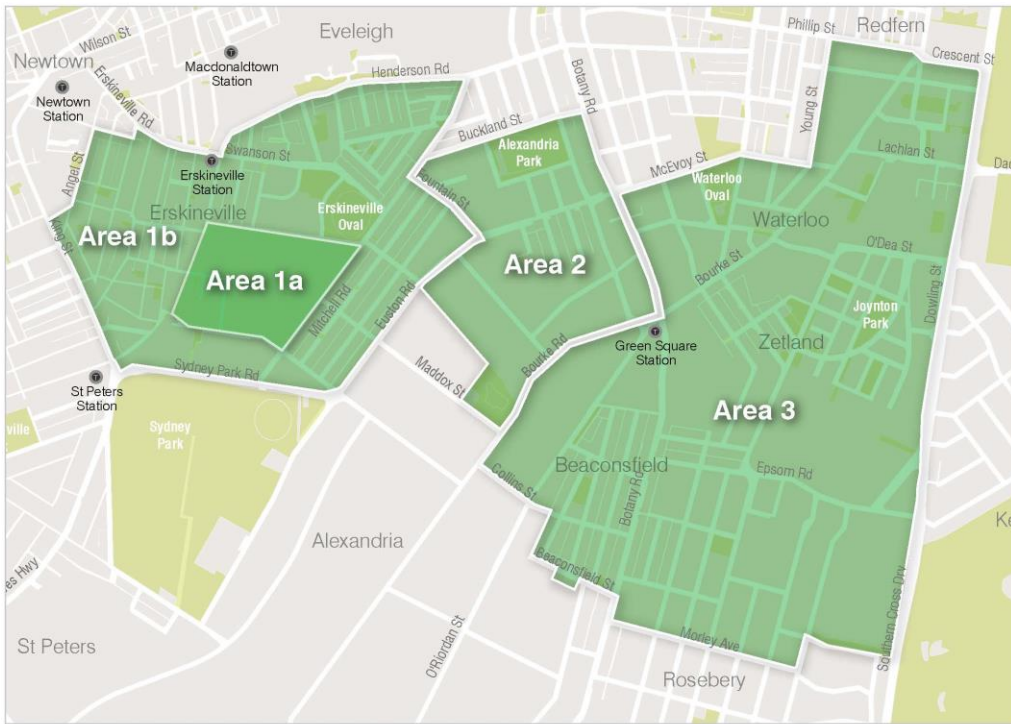 Phillip St
Redfern
Eveleigh
Wilson St
Newtown
Macdonaldtown
Station
Crescent St
Henderson Rd
Newtown
Station
Erskineville Rd
Botany Rd
Young St
Buckland St
Alexandria
Park
Angel St
Swanson St
Erskineville
Station
McEvoy St
Lachlan St
Fountain St
Waterloo
Oval
Erskineville
Erskineville
Oval
Waterloo
King St
Area 1b
Area 2
Bourke St
O'Dea St
Area 1a
Mitchell Rd
Euston Rd
Dowling St
Joynton
Park
Bourke Rd
Green Square
Station
Zetland
Sydney Park Rd
Maddox St
St Peters
Station
Area 3
ville
Sydney
Park
Beaconsfield
Epsom Rd
Collins St
Botany Rd
Alexandria
Beaconsfield St
es Hwy
Southern Cross Drv
St Peters
O'Riordan St
Morley Ave
Rosebery